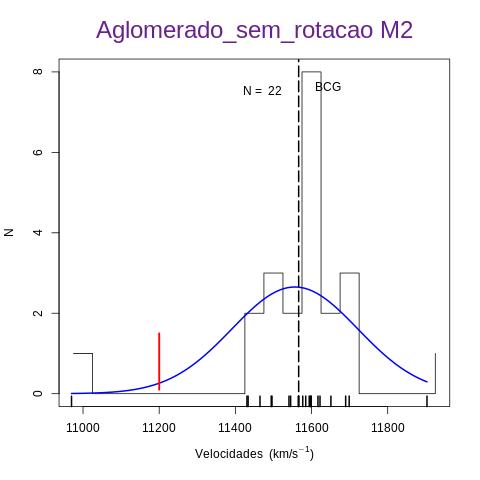 Aglomerado_sem_rotacao M2
N = 22
BCG
N
8
6
4
2
0
11000 11200 11400 11600 11800
Velocidades (km/s⁻¹)